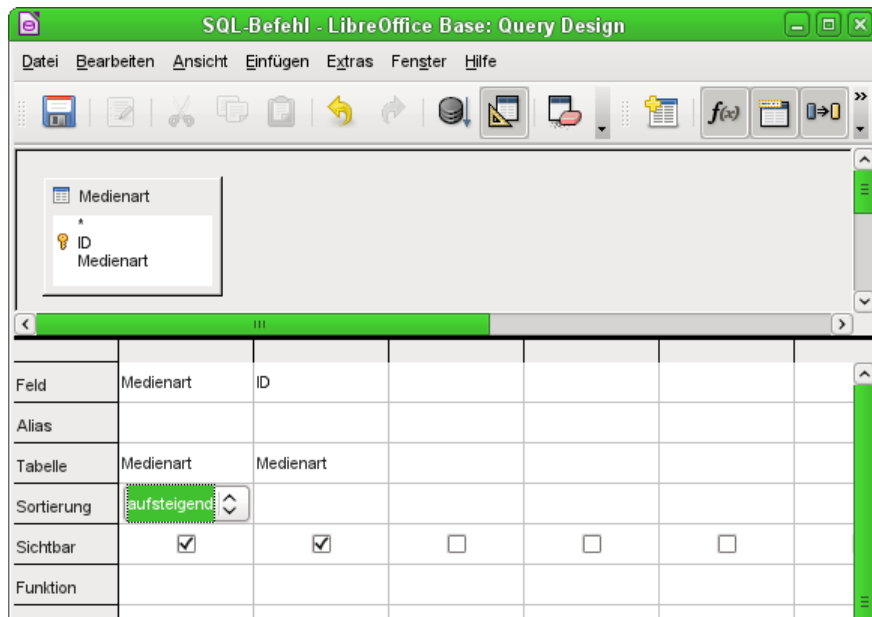 SQL-Befehl - LibreOffice Base: Query Design
Datei Bearbeiten Ansicht Einfügen Extras Fenster Hilfe
f(x)
Medienart
*
ID
Medienart
Feld Medienart ID
Alias
Tabelle Medienart Medienart
Sortierung aufsteigend
Sichtbar
Funktion